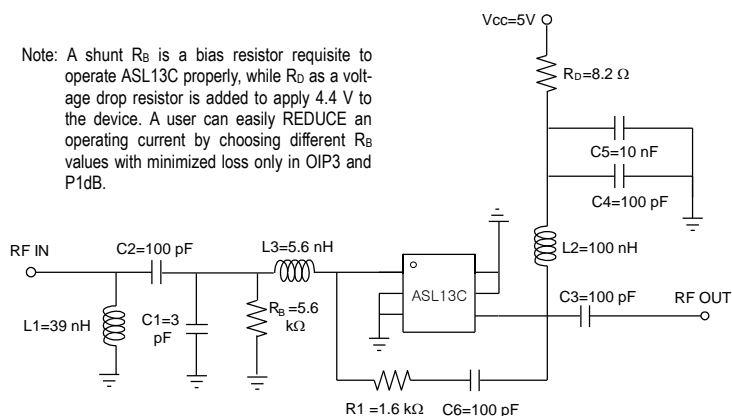 Vcc=5V
Note: A shunt RB is a bias resistor requisite to
operate ASL13C properly, while RD as a volt-
age drop resistor is added to apply 4.4 V to
the device. A user can easily REDUCE an
operating current by choosing different RB
values with minimized loss only in OIP3 and
P1dB.
RD=8.2 Ω
C5=10 nF
C4=100 pF
RF IN
C2=100 pF
L3=5.6 nH
L2=100 nH
ASL13C
C3=100 pF
RF OUT
L1=39 nH
C1=3
pF
RB =5.6
kΩ
R1 =1.6 kΩ
C6=100 pF